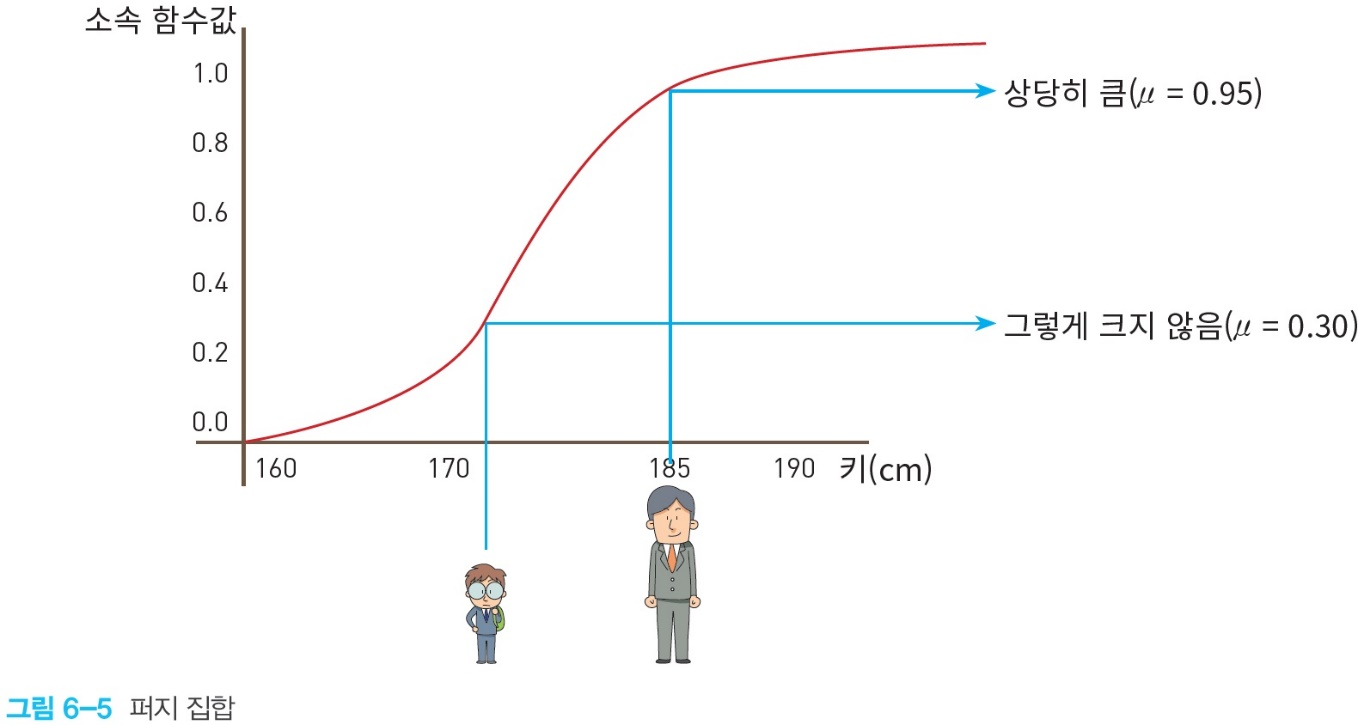 소속 함수값
1.0
상당히 큼(μ = 0.95)
0.8
0.6
0.4
그렇게 크지 않음(μ = 0.30)
0.2
0.0
160 170 185 190 키(cm)
그림 6-5 퍼지 집합